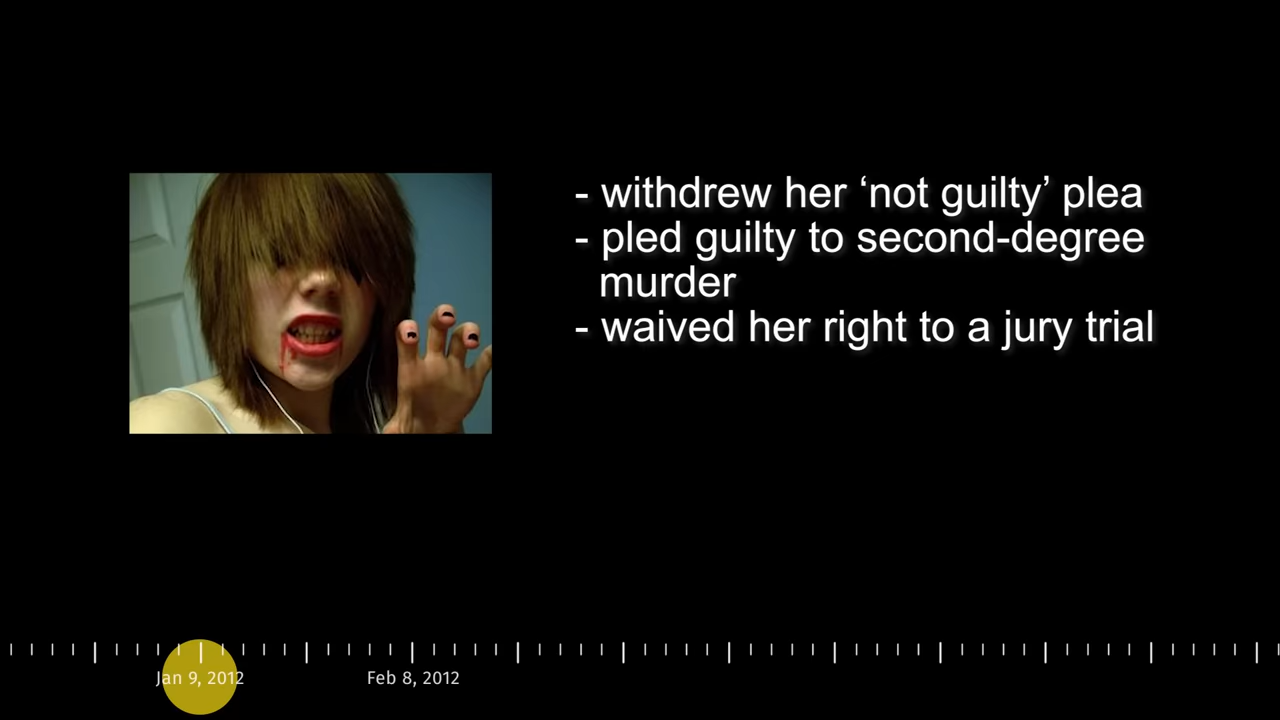 - withdrew her ‘not guilty’ plea
- pled guilty to second-degree
murder
- waived her right to a jury trial
Jan 9, 2012
Feb 8, 2012